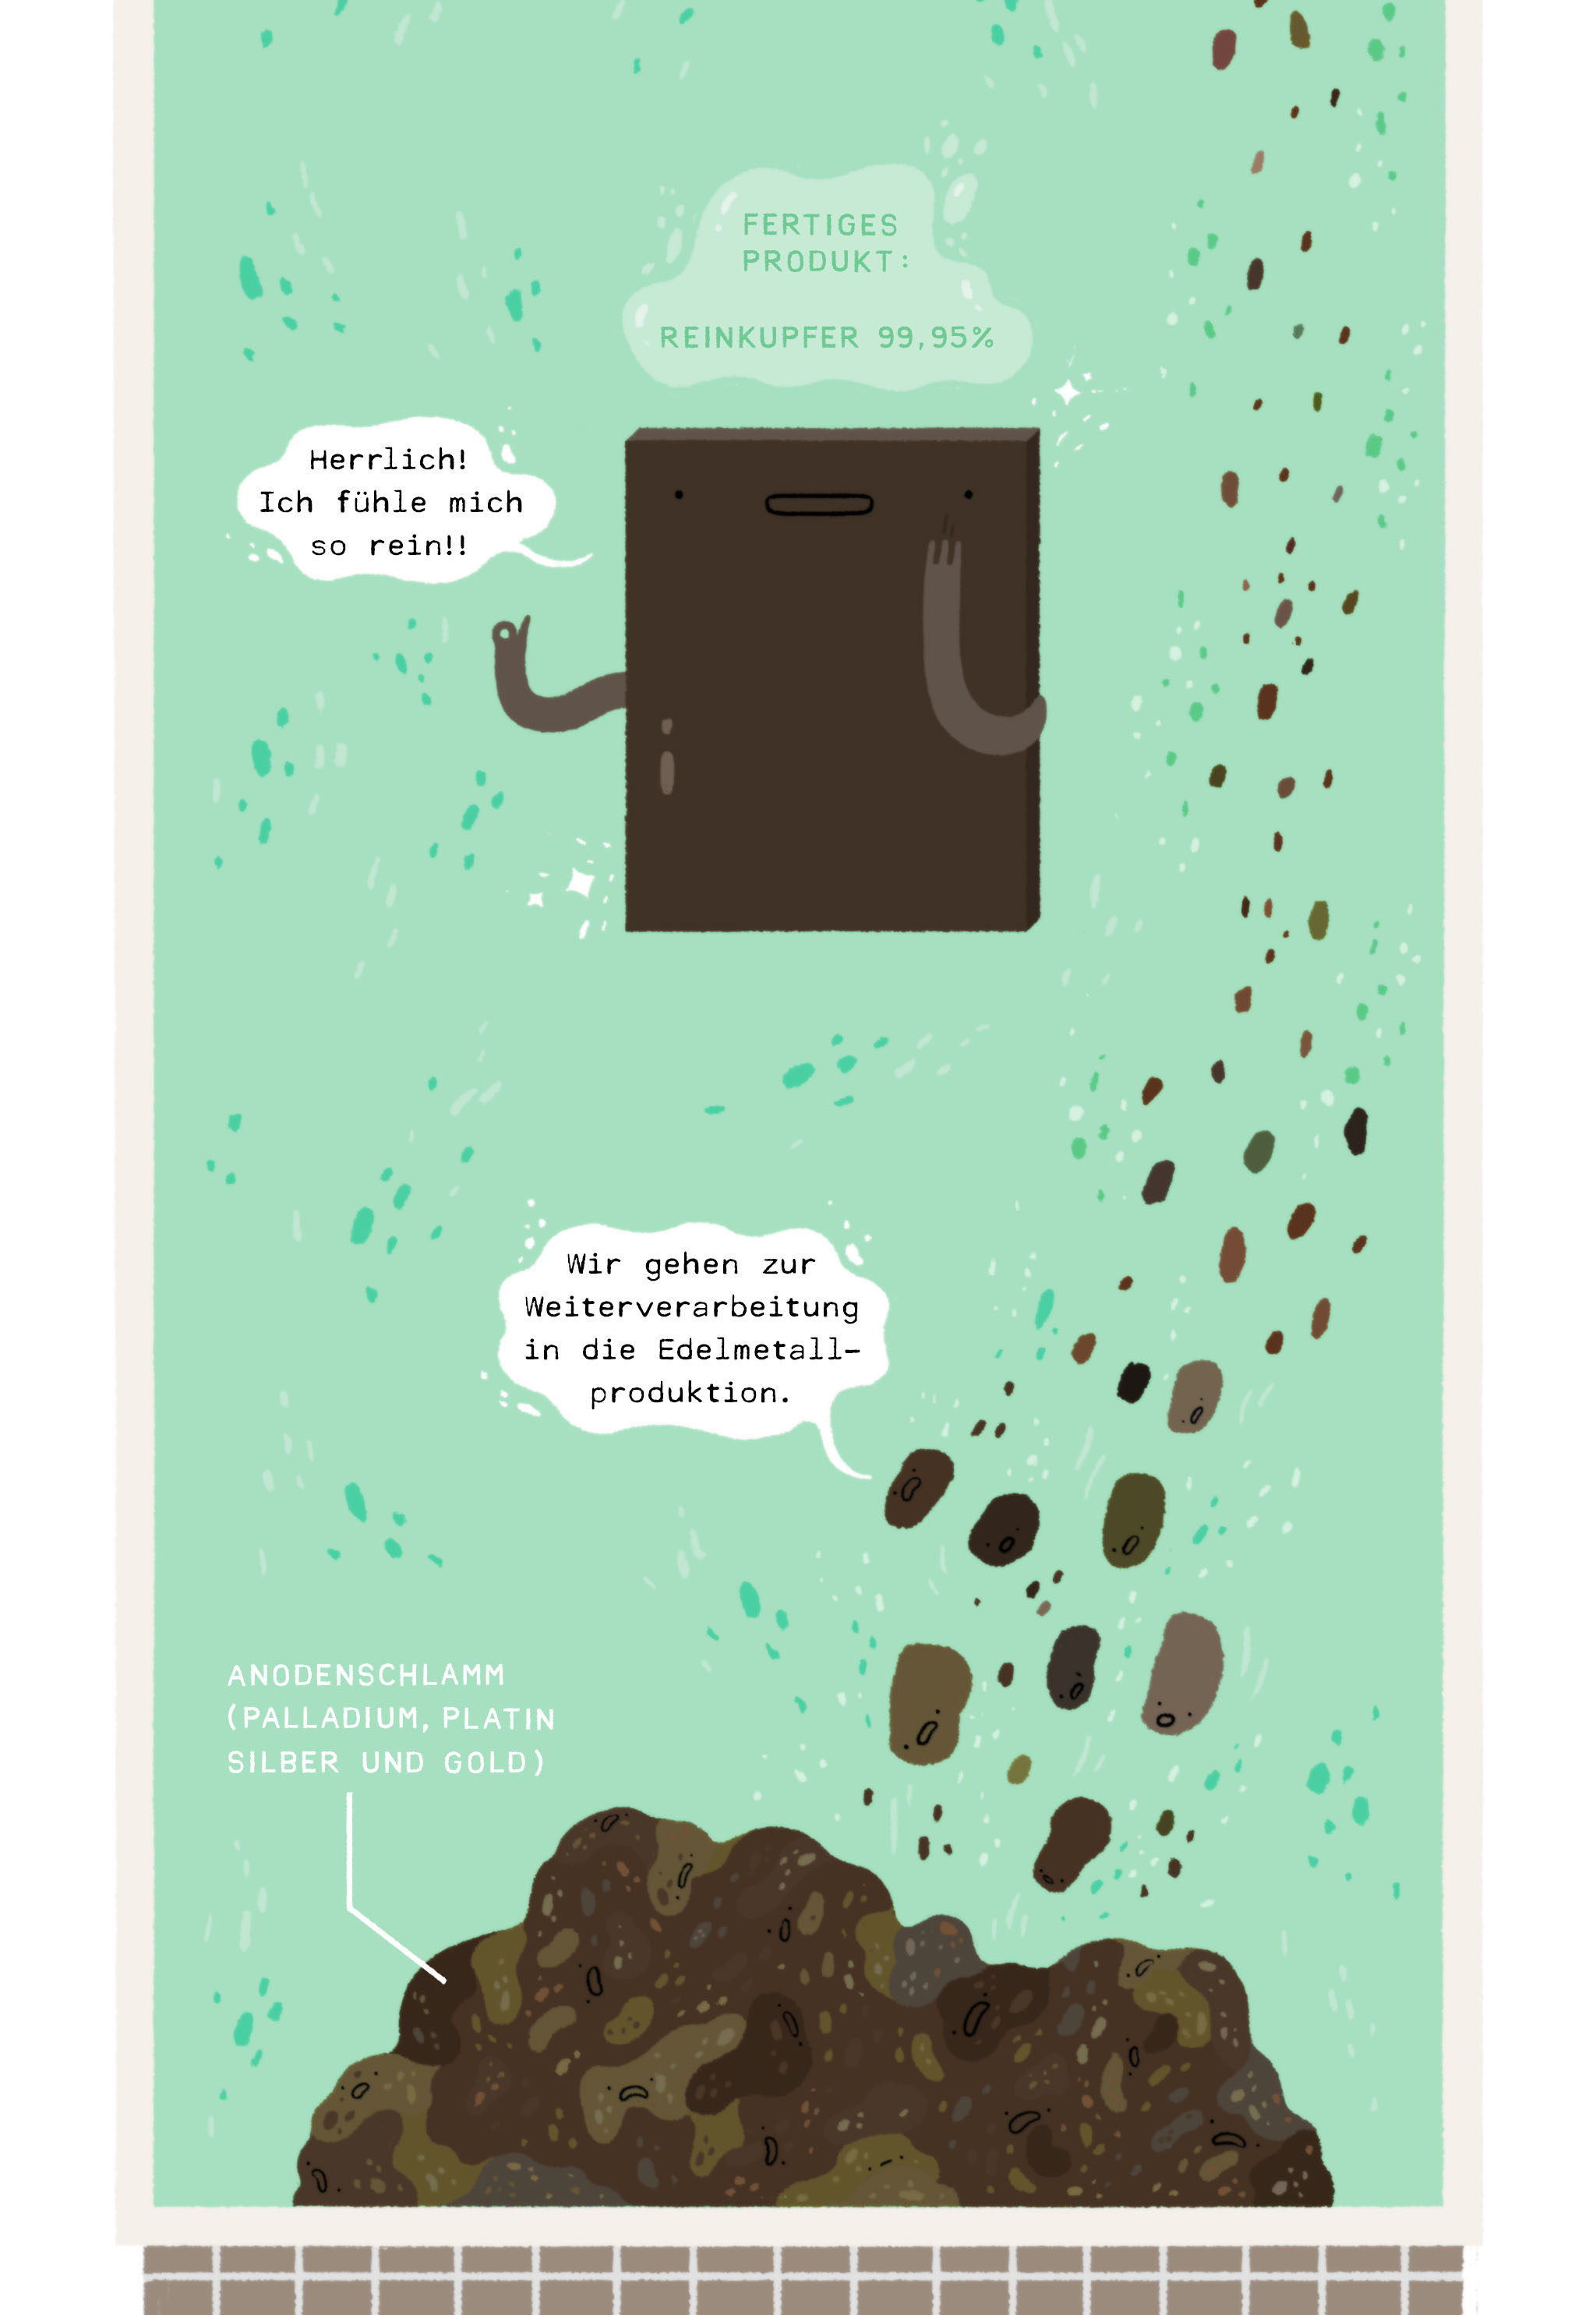 FERTIGES
PRODUKT:
REINKUPFER 99,95%
Herrlich!
Ich fühle mich
so rein!!
Wir gehen zur
Weiterverarbeitung
in die Edelmetall-
produktion.
ANODENSCHLAMM
(PALLADIUM, PLATIN
SILBER UND GOLD)